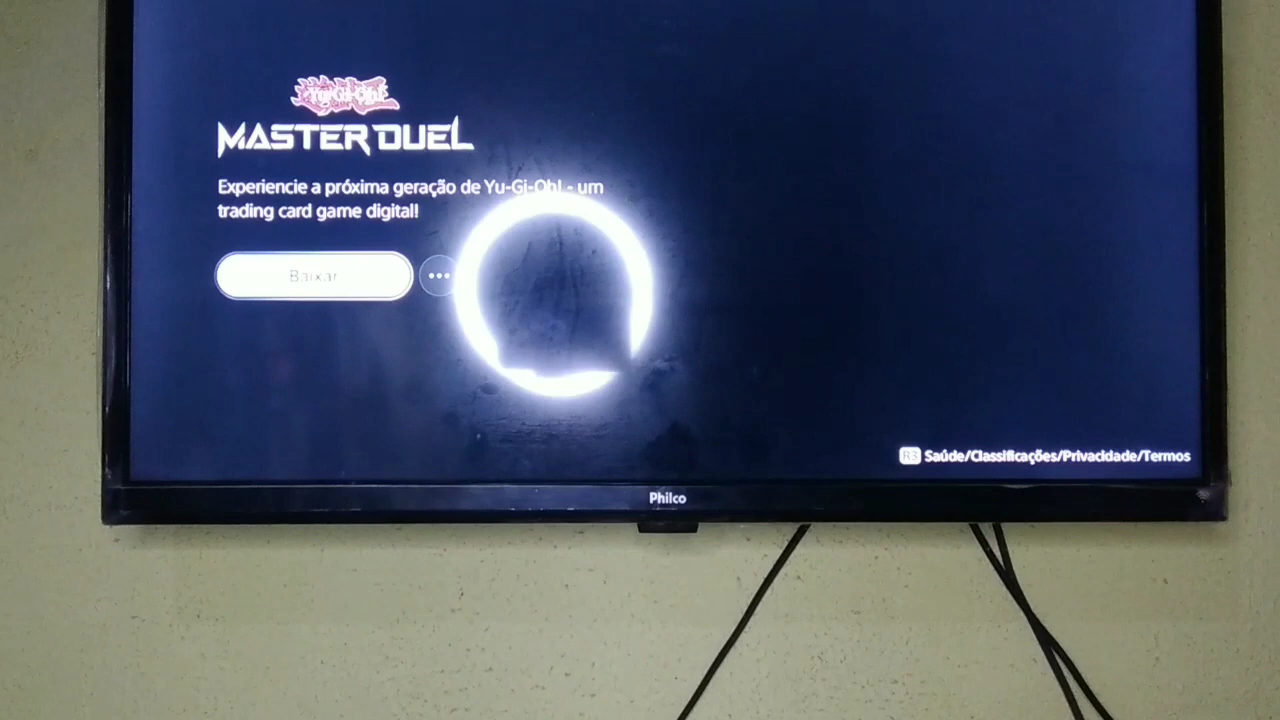 Yu-Gi-Oh!
MASTER DUEL
Experiencie a próxima geração de Yu-Gi-Oh! - um
trading card game digital!
Baixar
R3 Saúde/Classificações/Privacidade/Termos
Philco